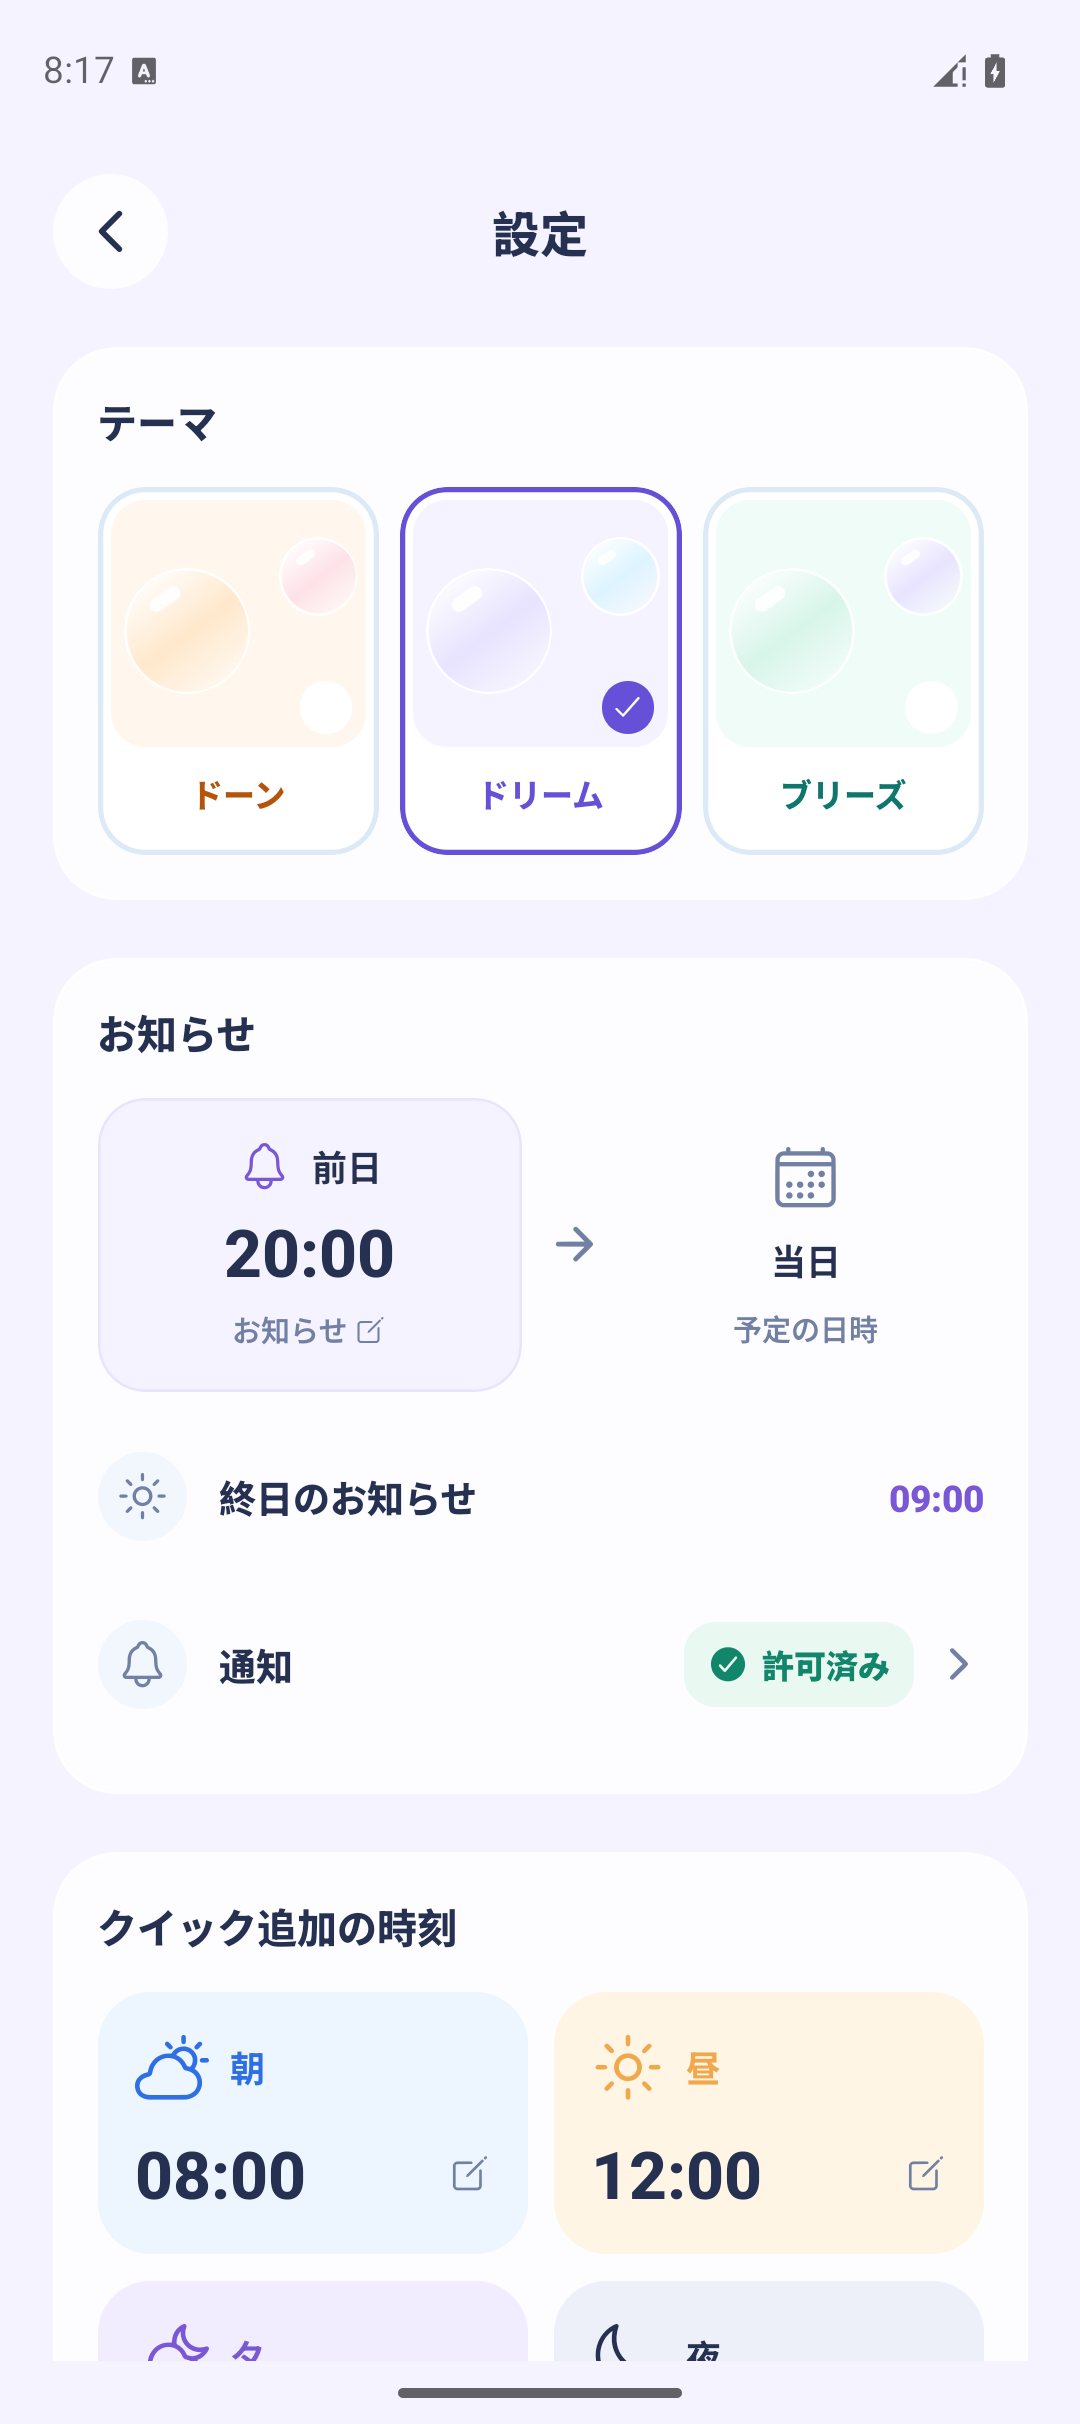 8:17
設定
テーマ
ドーン
ドリーム
ブリーズ
お知らせ
前日
20:00
お知らせ
当日
予定の日時
終日のお知らせ
09:00
通知
許可済み
クイック追加の時刻
朝
08:00
昼
12:00
夕
夜